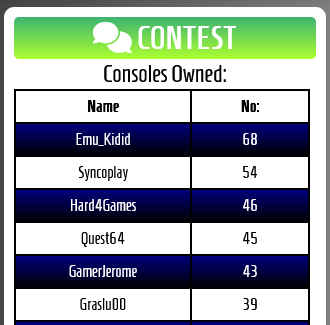 CONTEST
Consoles Owned:
Name No:
Emu_Kidid 68
Syncoplay 54
Hard4Games 46
Quest64 45
GamerJerome 43
Graslu00 39